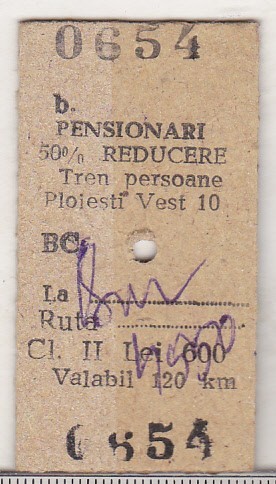 0654
b.
PENSIONARI
50% REDUCERE
Tren persoane
Ploiesti Vest 10
BC
La
Ruta
Cl. II Lei 600
Valabil 120 km
0654